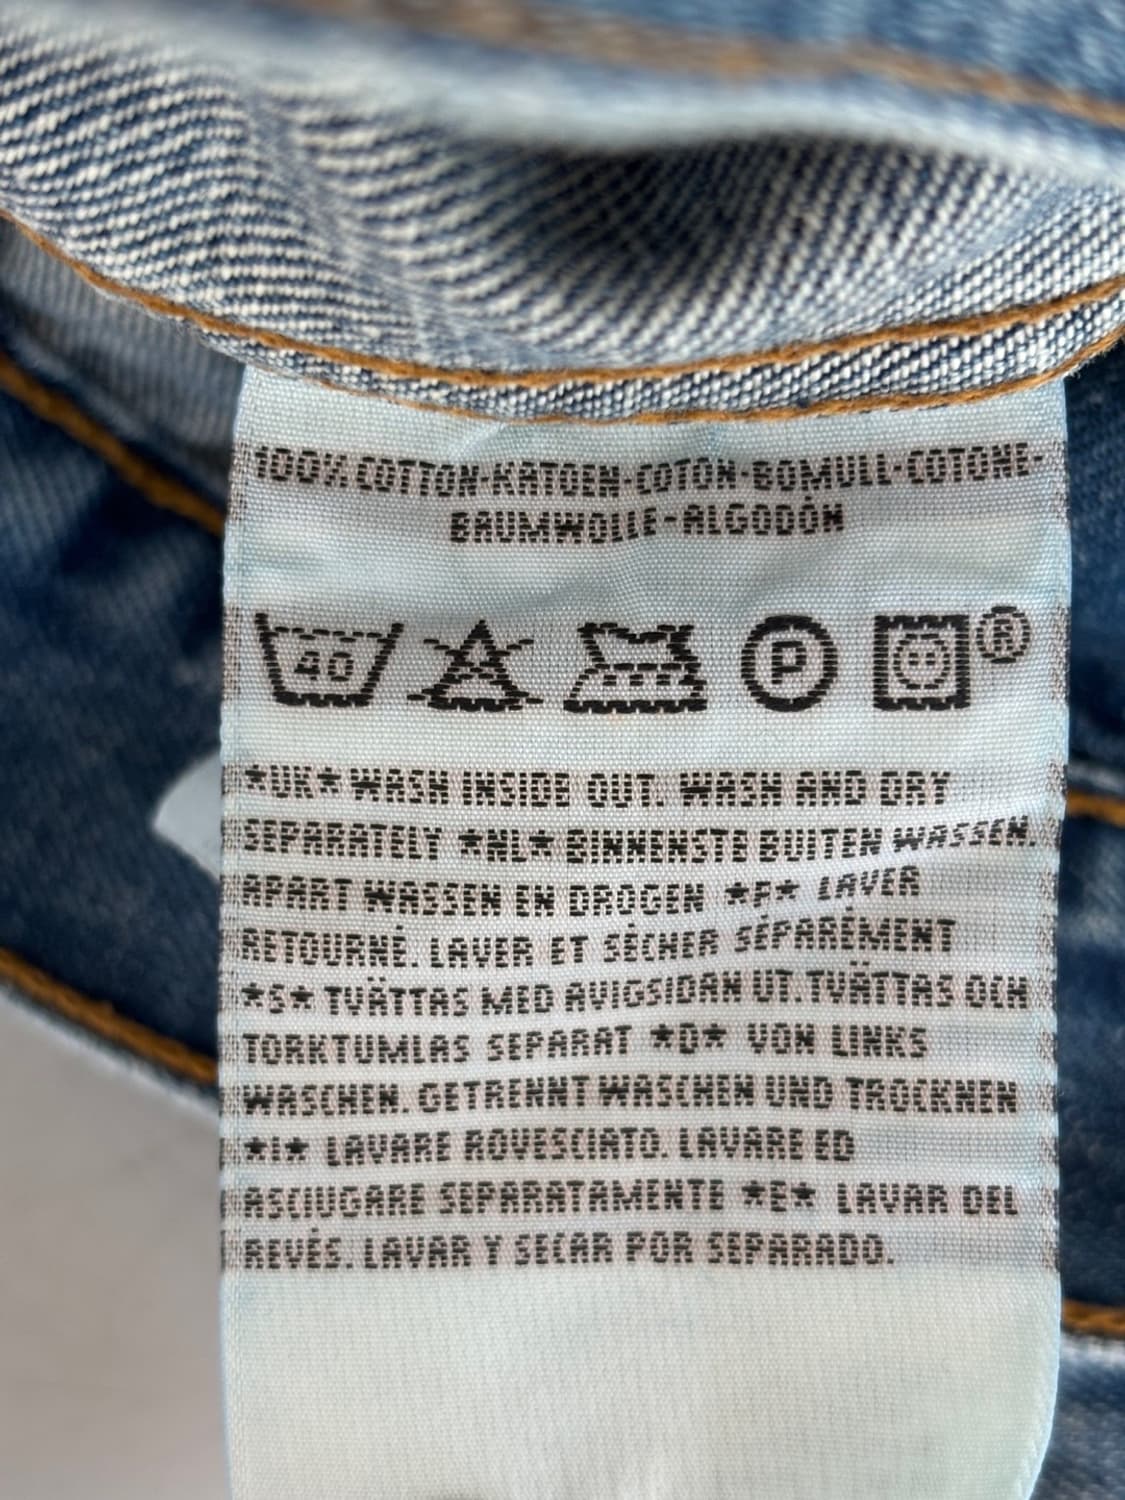 100% COTTON-KATOEN-COTON-BOMULL-COTONE-
BAUMWOLLE-ALGODÓN
40 P ®
*UK* WASH INSIDE OUT. WASH AND DRY
SEPARATELY *NL* BINNENSTE BUITEN WASSEN.
APART WASSEN EN DROGEN *F* LAVER
RETOURNÉ. LAVER ET SÉCHER SÉPARÉMENT
*S* TVÄTTAS MED AVIGSIDAN UT. TVÄTTAS OCH
TORKTUMLAS SEPARAT *D* VON LINKS
WASCHEN. GETRENNT WASCHEN UND TROCKNEN
*I* LAVARE ROVESCIATO. LAVARE ED
ASCIUGARE SEPARATAMENTE *E* LAVAR DEL
REVÉS. LAVAR Y SECAR POR SEPARADO.